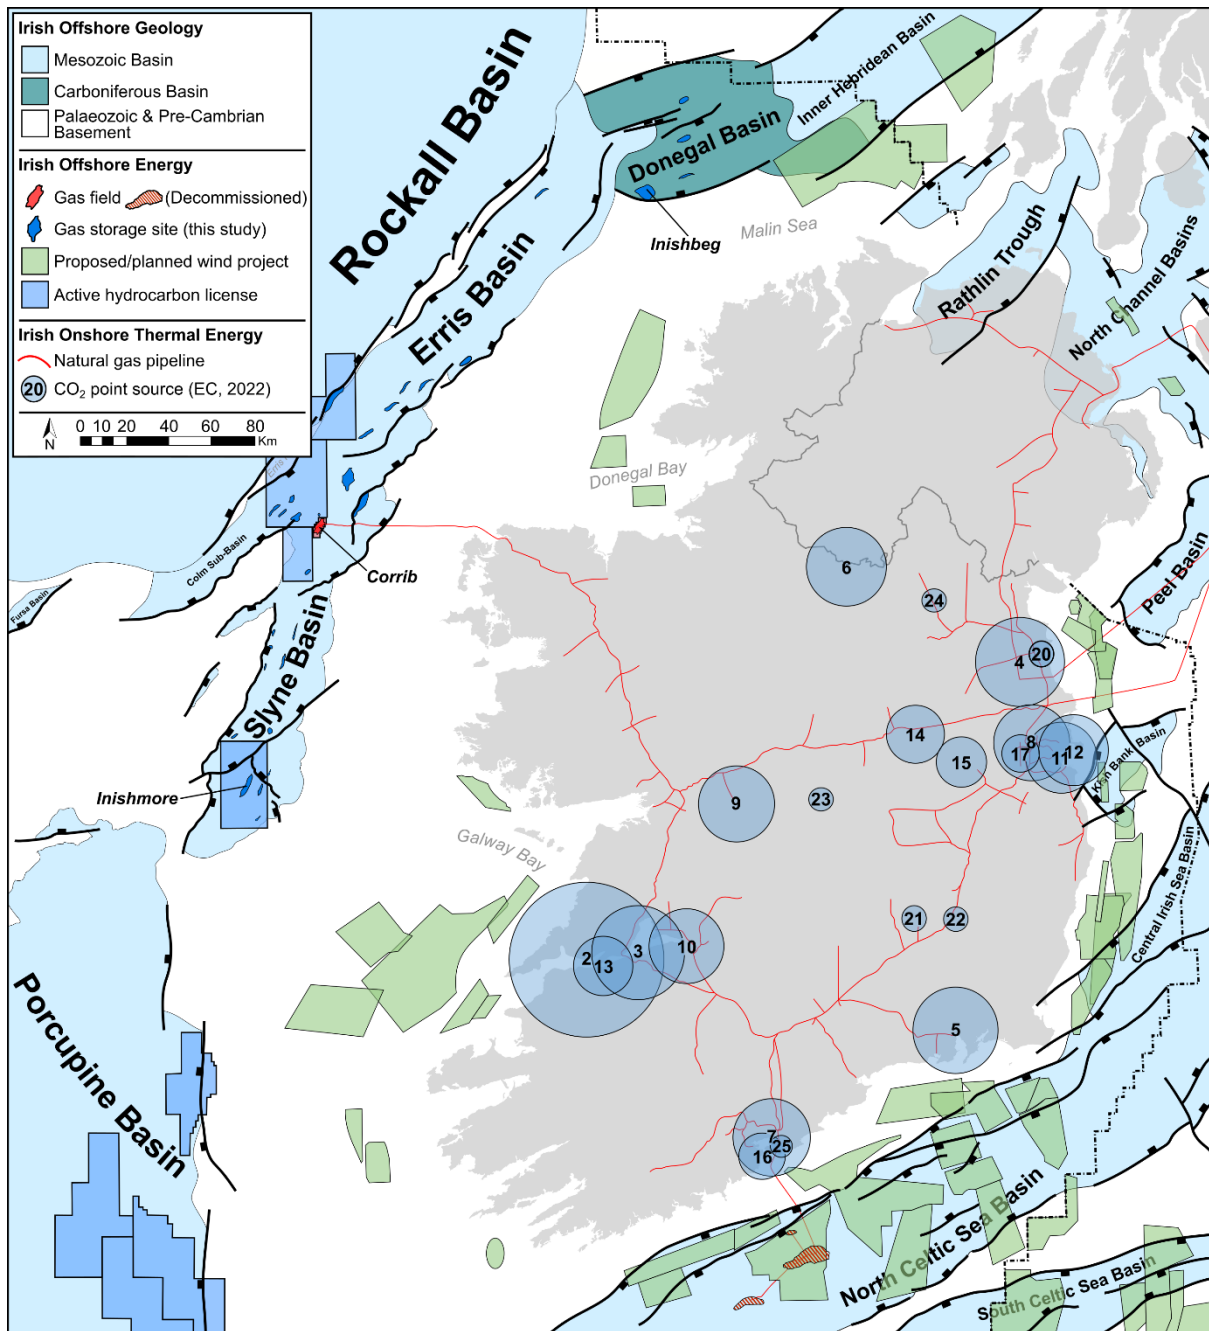 Irish Offshore Geology
Mesozoic Basin
Carboniferous Basin
Palaeozoic & Pre-Cambrian
Basement
Irish Offshore Energy
Gas field (Decommissioned)
Gas storage site (this study)
Proposed/planned wind project
Active hydrocarbon license
Irish Onshore Thermal Energy
Natural gas pipeline
20 CO₂ point source (EC, 2022)
N
0 10 20 40 60 80
Km
Rockall Basin
Erris Basin
Donegal Basin
Inner Hebridean Basin
Inishbeg
Malin Sea
Rathlin Trough
North Channel Basins
Donegal Bay
Colm Sub-Basin
Corrib
Fursa Basin
Slyne Basin
Inishmore
Peel Basin
6
24
4
20
14
15
8
17
11
12
Kish Bank Basin
9
23
Galway Bay
Central Irish Sea Basin
21
22
2
13
3
10
5
Porcupine Basin
7
25
16
North Celtic Sea Basin
South Celtic Sea Basin